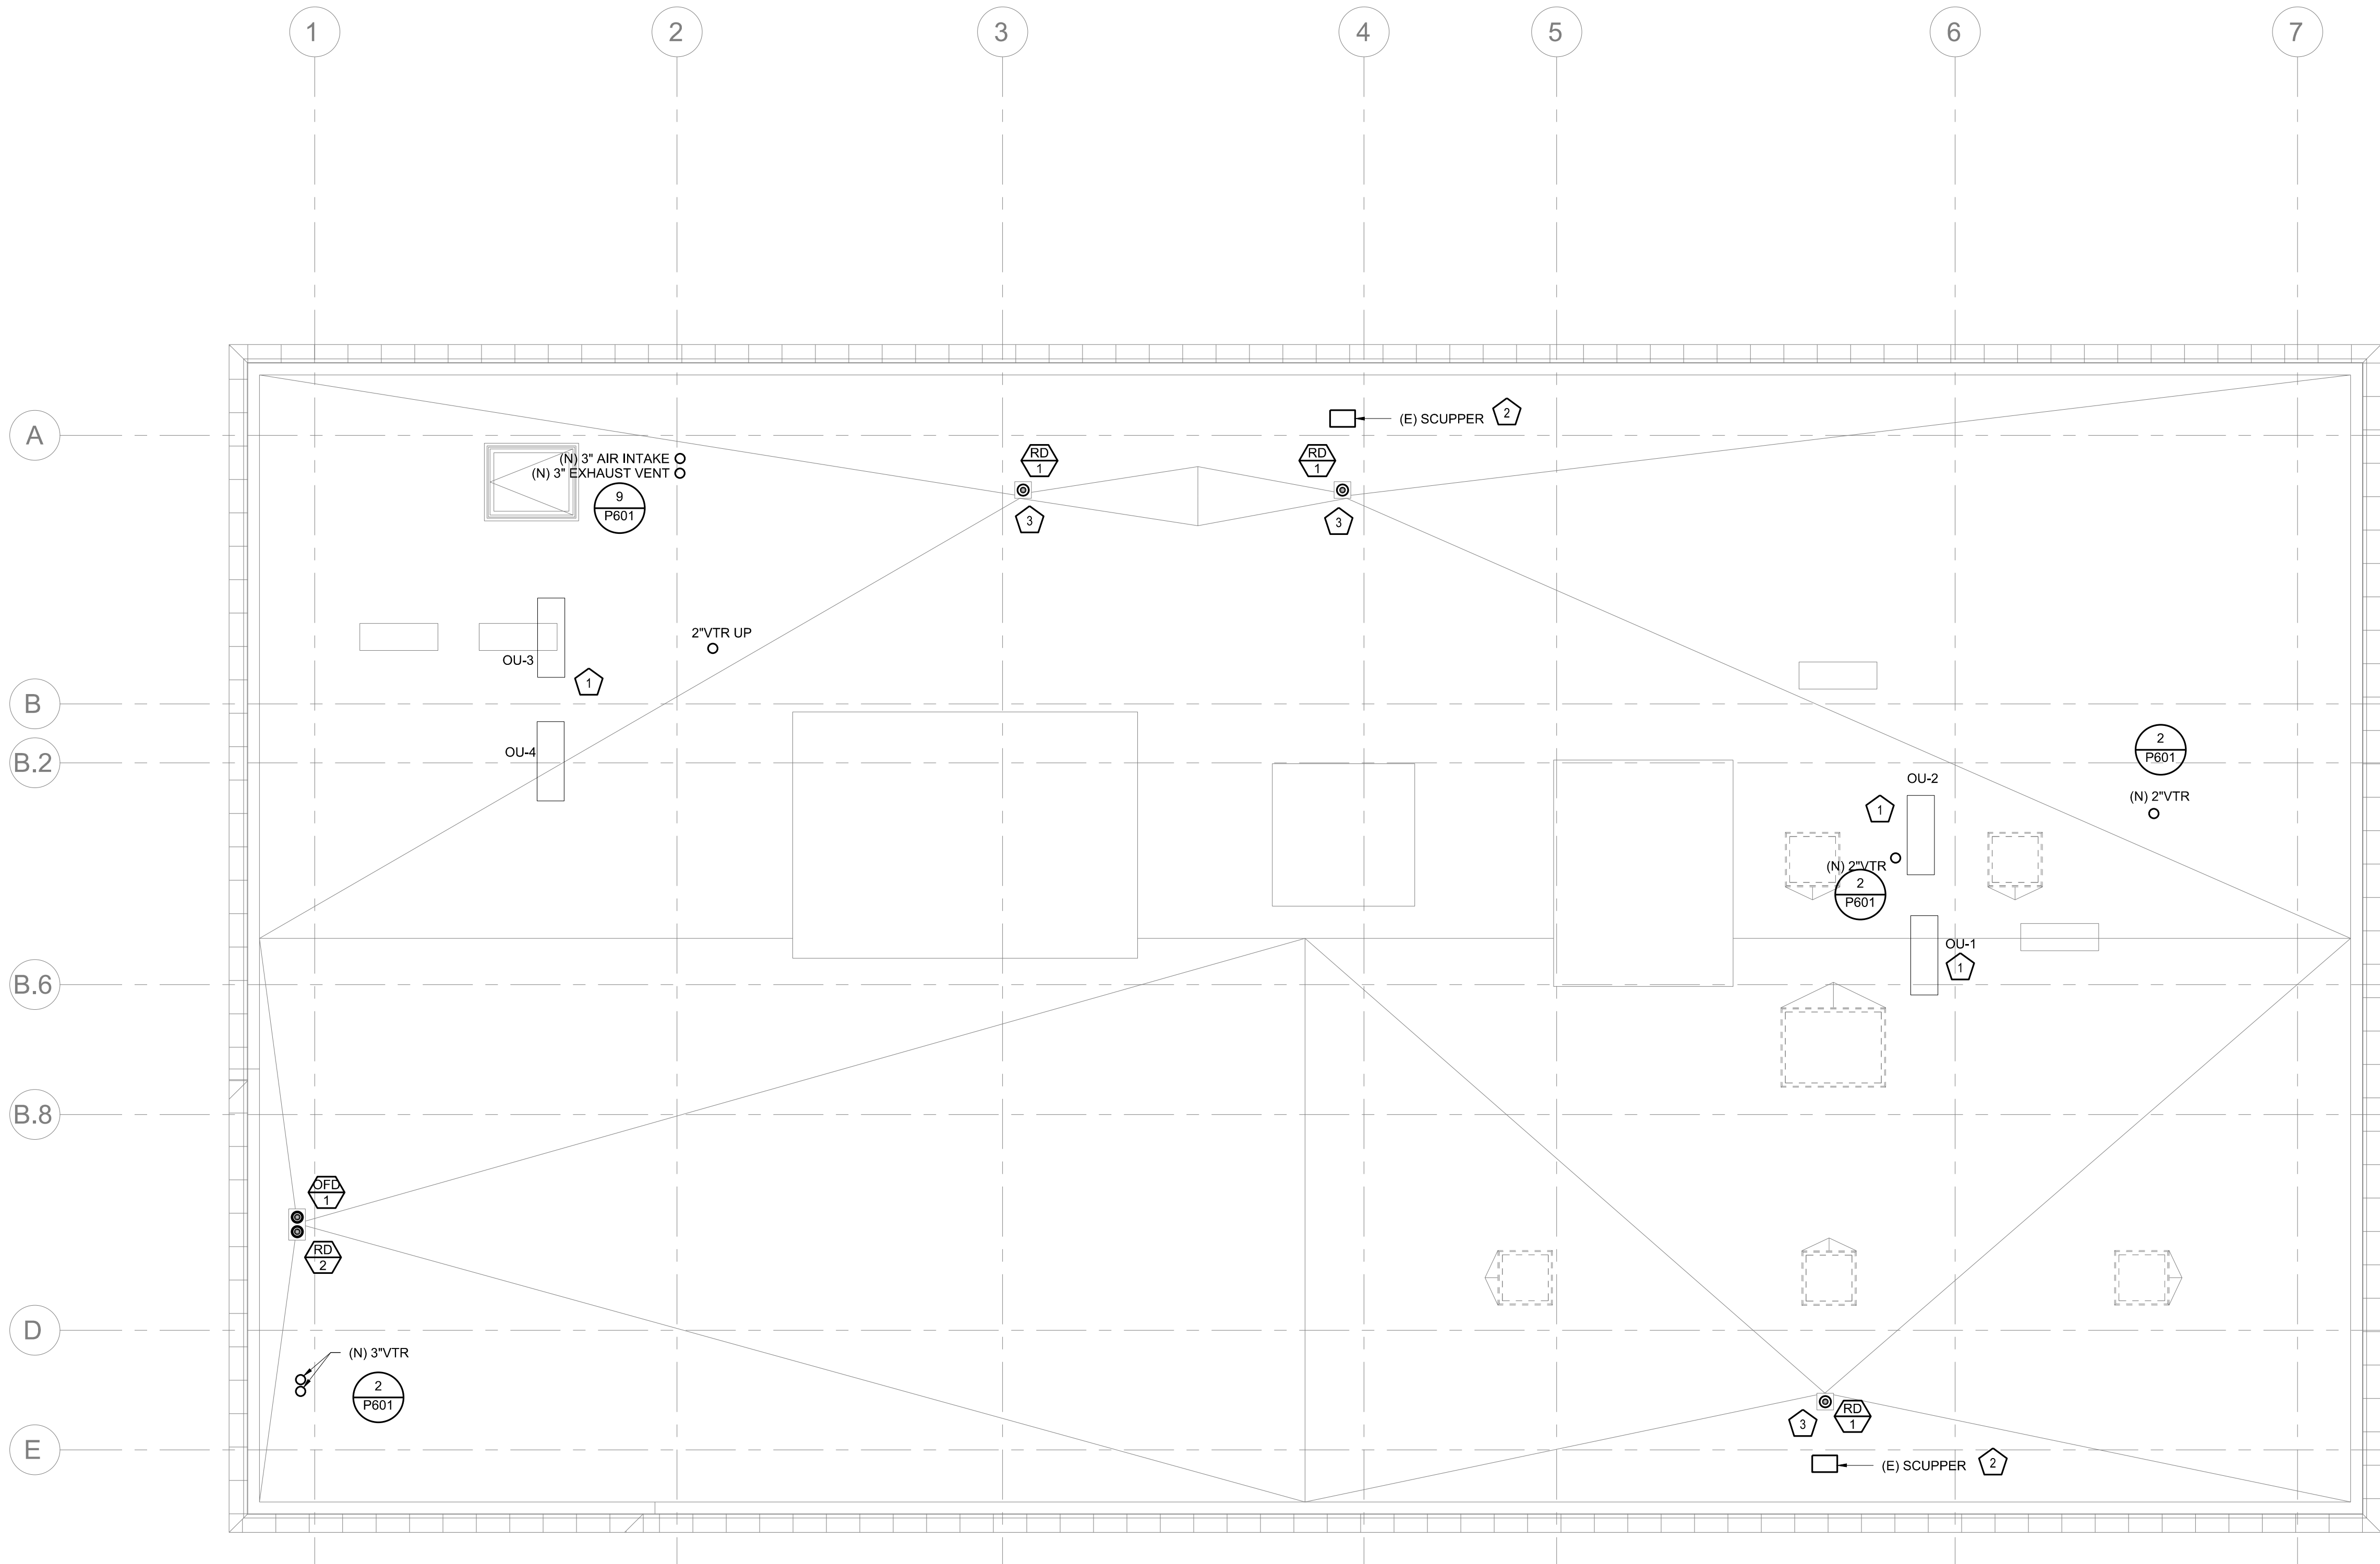 1
2
3
4
5
6
7
A
(E) SCUPPER
2
(N) 3" AIR INTAKE
(N) 3" EXHAUST VENT
9
P601
RD
1
3
RD
1
3
2"VTR UP
OU-3
1
B
B.2
OU-4
2
P601
OU-2
1
(N) 2"VTR
(N) 2"VTR
2
P601
OU-1
1
B.6
B.8
OFD
1
RD
2
D
(N) 3"VTR
2
P601
3
RD
1
E
(E) SCUPPER
2